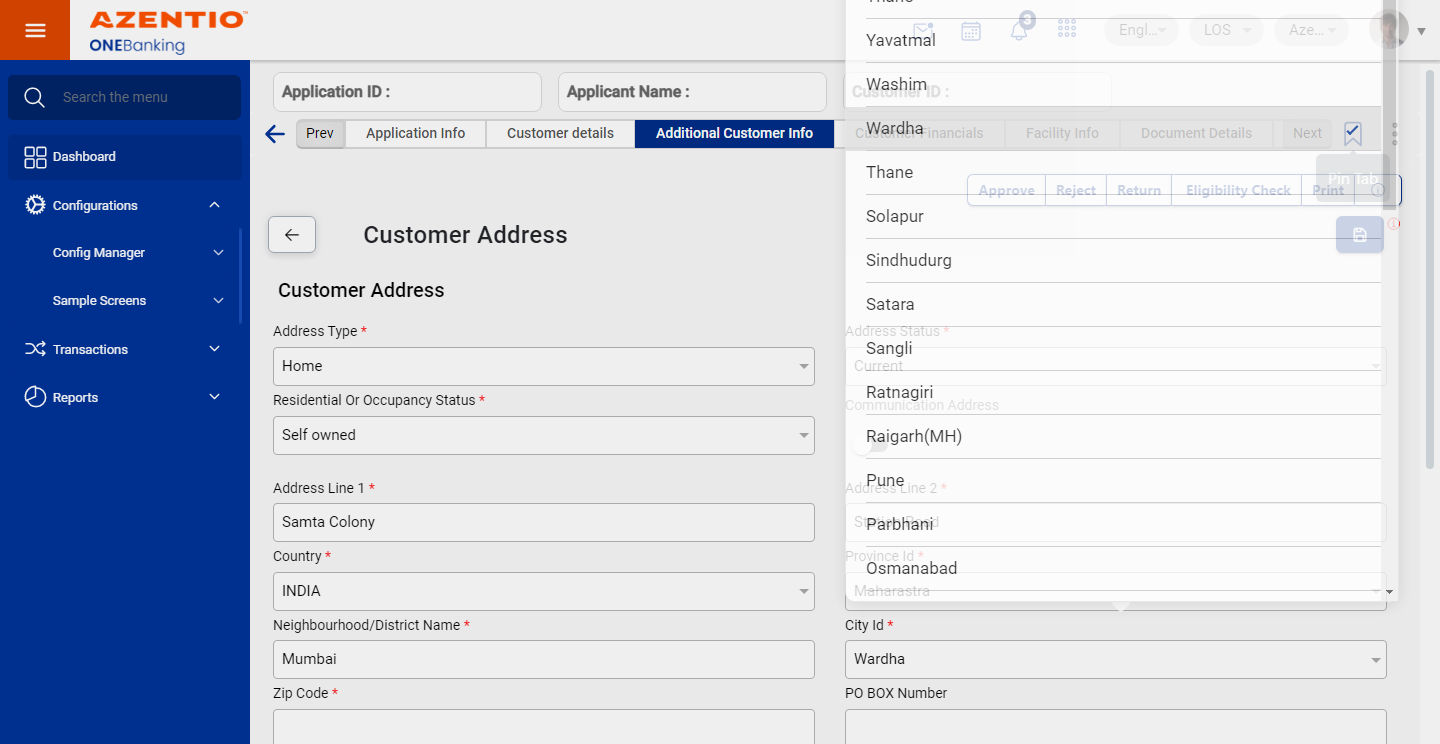 AZENTIO™
ONEBanking
3
Engl...
LOS
Aze...
Search the menu
Dashboard
Configurations
Config Manager
Sample Screens
Transactions
Reports
Application ID :
Applicant Name :
Customer ID :
Prev
Application Info
Customer details
Additional Customer Info
Customer Financials
Facility Info
Document Details
Next
Pin Tab
Approve
Reject
Return
Eligibility Check
Print
Customer Address
Customer Address
Address Type *
Home
Address Status *
Current
Residential Or Occupancy Status *
Self owned
Communication Address
Address Line 1 *
Samta Colony
Address Line 2 *
Station Road
Country *
INDIA
Province Id *
Maharastra
Neighbourhood/District Name *
Mumbai
City Id *
Wardha
Zip Code *
PO BOX Number
Thane
Yavatmal
Washim
Wardha
Thane
Solapur
Sindhudurg
Satara
Sangli
Ratnagiri
Raigarh(MH)
Pune
Parbhani
Osmanabad